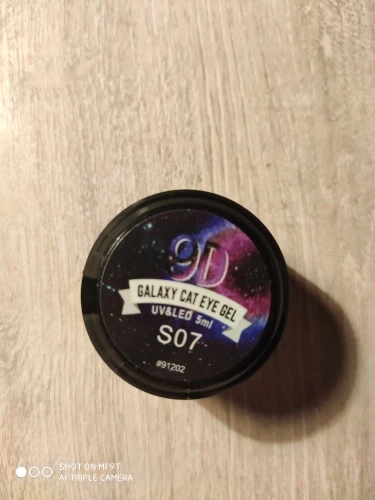 9D
GALAXY CAT EYE GEL
UV&LED 5ml
S07
#91202
SHOT ON MI 9T
AI TRIPLE CAMERA